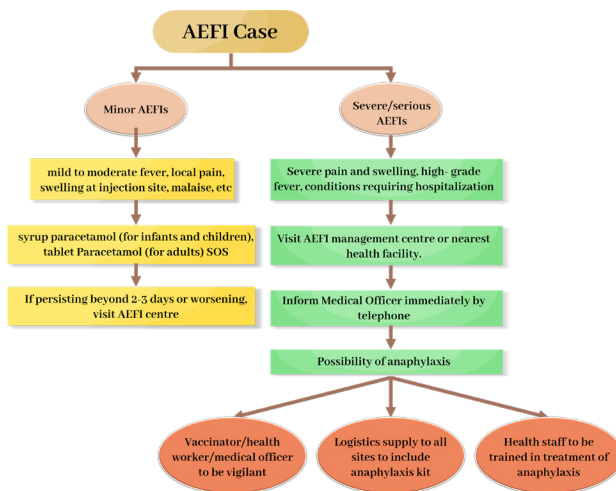 AEFI Case
Minor AEFIs
Severe/serious
AEFIs
mild to moderate fever, local pain,
swelling at injection site, malaise, etc
Severe pain and swelling, high- grade
fever, conditions requiring hospitalization
syrup paracetamol (for infants and children),
tablet Paracetamol (for adults) SOS
Visit AEFI management centre or nearest
health facility.
If persisting beyond 2-3 days or worsening,
visit AEFI centre
Inform Medical Officer immediately by
telephone
Possibility of anaphylaxis
Vaccinator/health
worker/medical officer
to be vigilant
Logistics supply to all
sites to include
anaphylaxis kit
Health staff to be
trained in treatment of
anaphylaxis